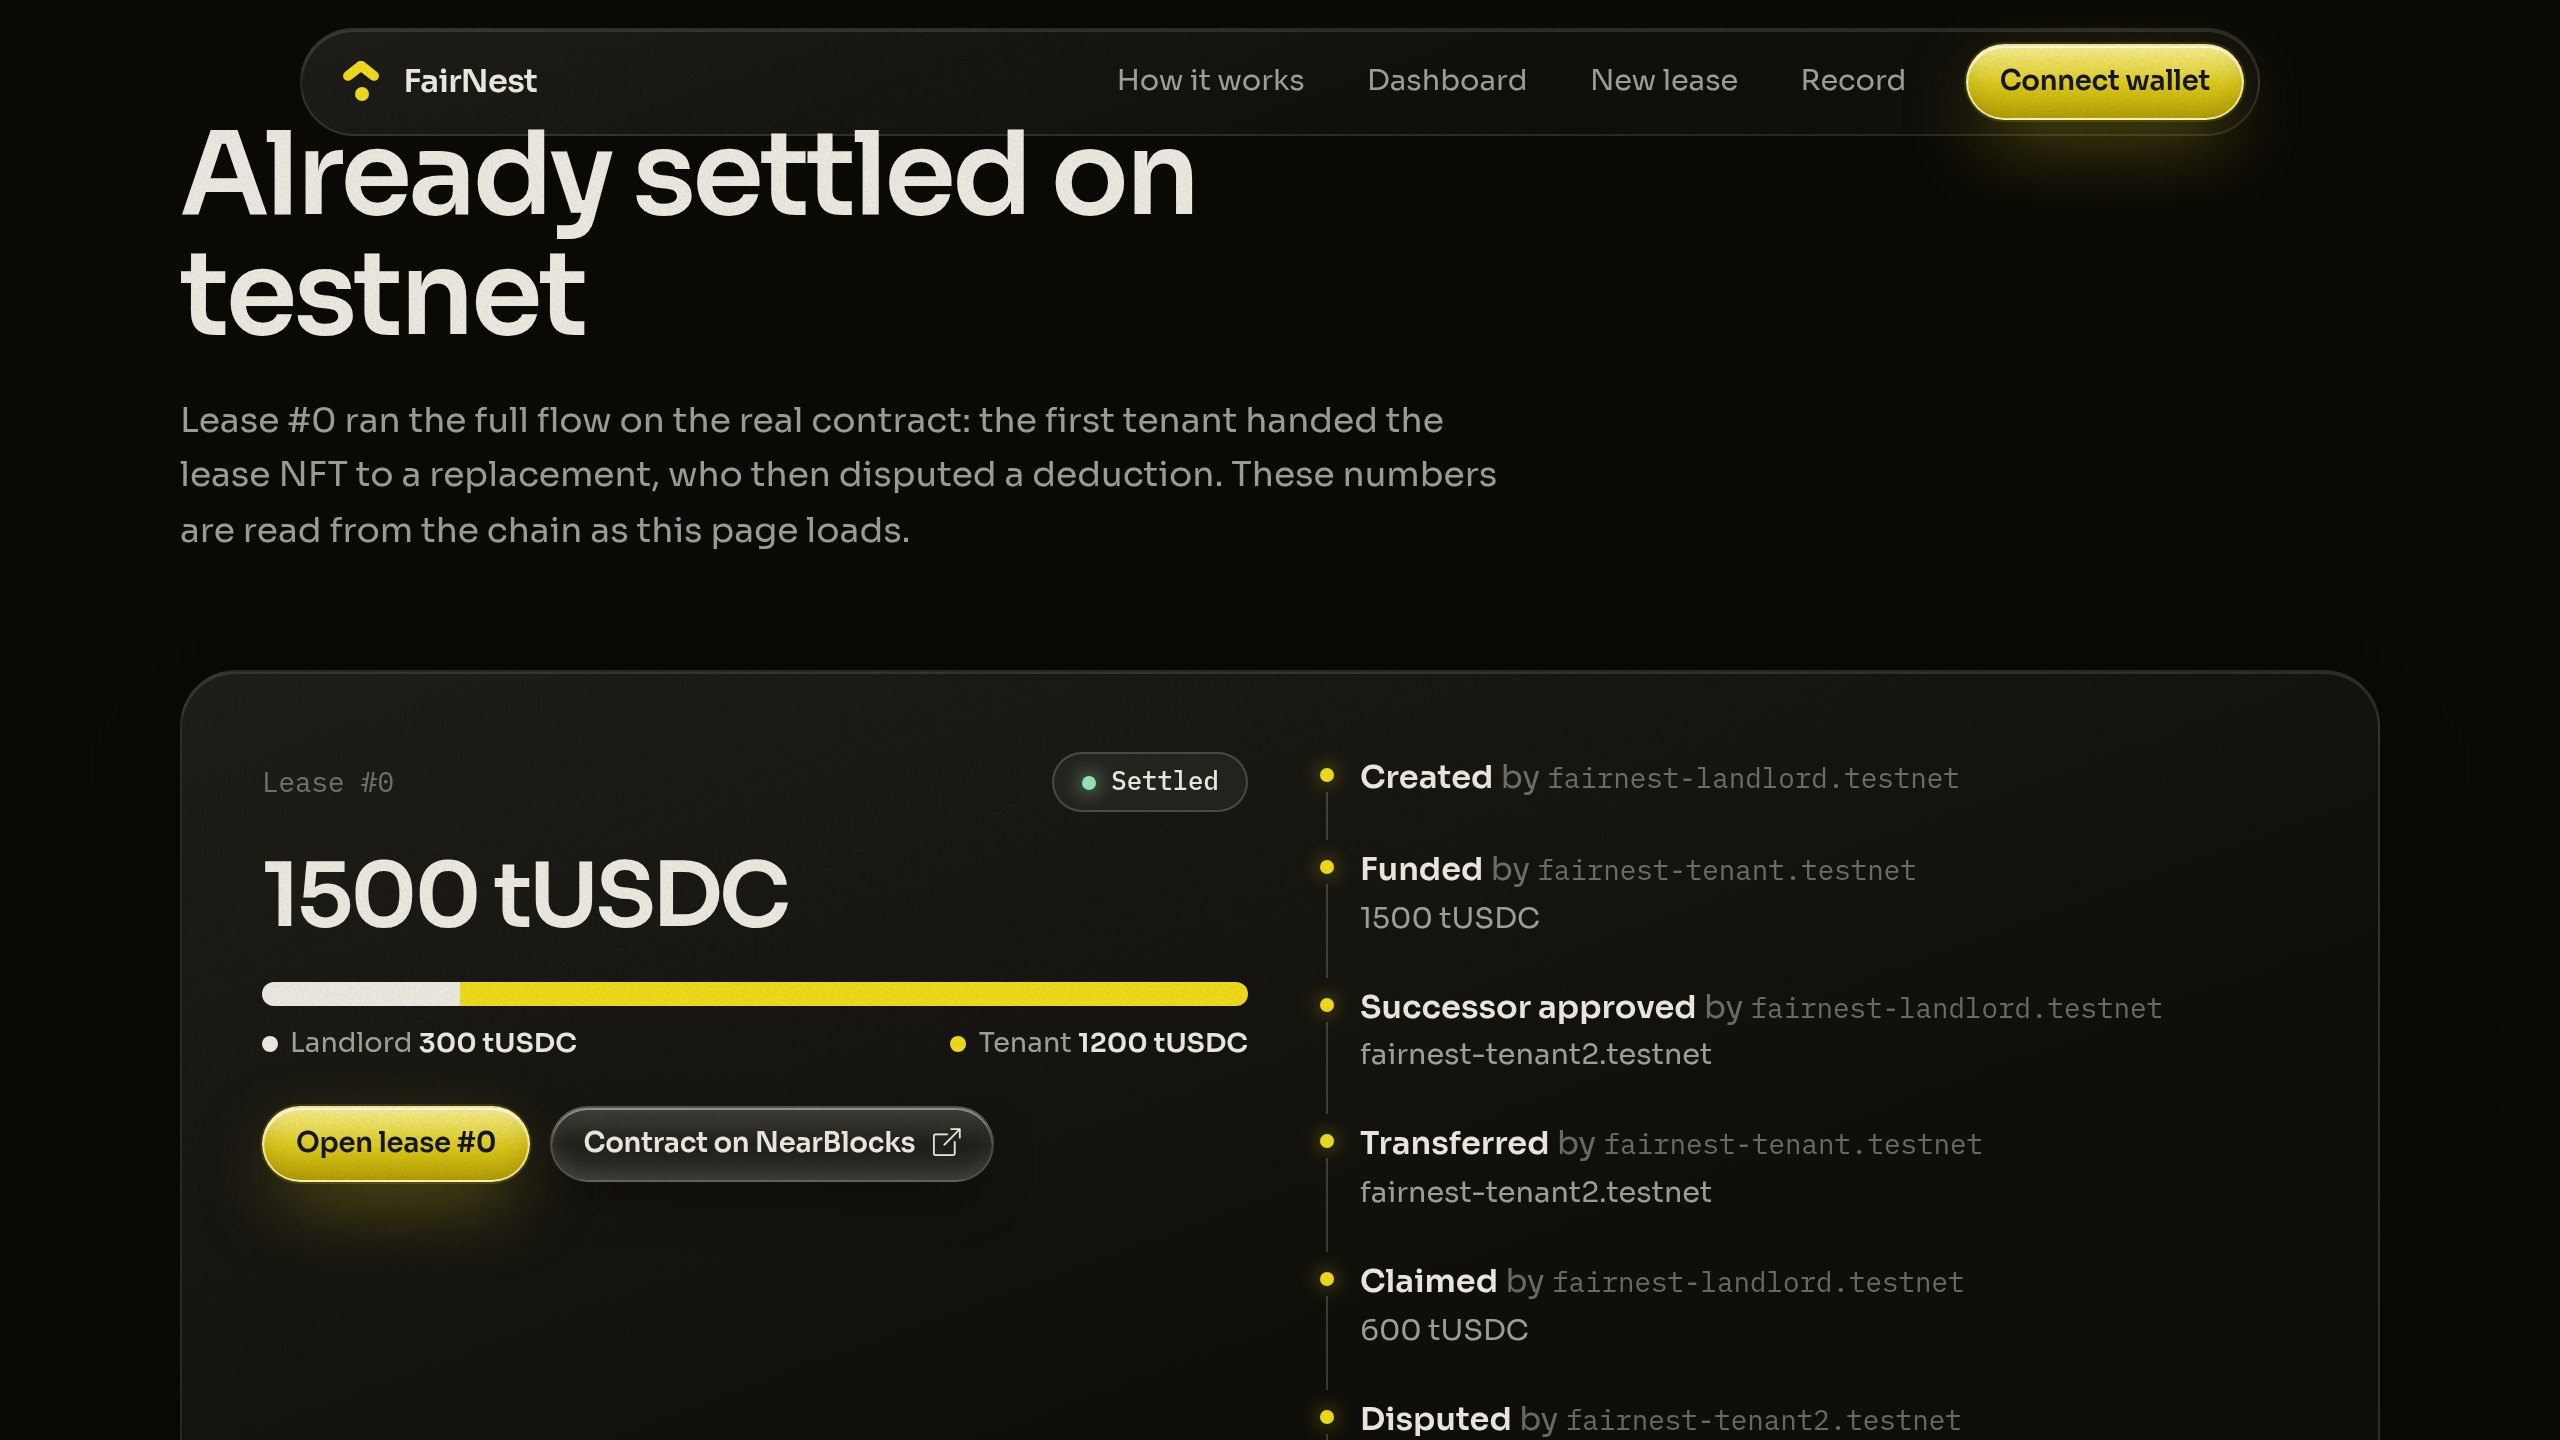 FairNest
How it works
Dashboard
New lease
Record
Connect wallet
Already settled on
testnet
Lease #0 ran the full flow on the real contract: the first tenant handed the
lease NFT to a replacement, who then disputed a deduction. These numbers
are read from the chain as this page loads.
Lease #0
Settled
1500 tUSDC
Landlord 300 tUSDC
Tenant 1200 tUSDC
Open lease #0
Contract on NearBlocks
Created by fairnest-landlord.testnet
Funded by fairnest-tenant.testnet
1500 tUSDC
Successor approved by fairnest-landlord.testnet
fairnest-tenant2.testnet
Transferred by fairnest-tenant.testnet
fairnest-tenant2.testnet
Claimed by fairnest-landlord.testnet
600 tUSDC
Disputed by fairnest-tenant2.testnet